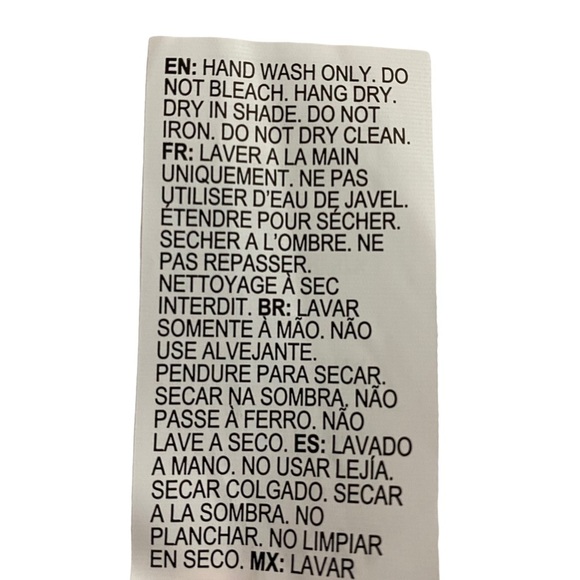 EN: HAND WASH ONLY. DO
NOT BLEACH. HANG DRY.
DRY IN SHADE. DO NOT
IRON. DO NOT DRY CLEAN.
FR: LAVER A LA MAIN
UNIQUEMENT. NE PAS
UTILISER D'EAU DE JAVEL.
ÉTENDRE POUR SÉCHER.
SECHER A L'OMBRE. NE
PAS REPASSER.
NETTOYAGE À SEC
INTERDIT. BR: LAVAR
SOMENTE À MÃO. NÃO
USE ALVEJANTE.
PENDURE PARA SECAR.
SECAR NA SOMBRA. NÃO
PASSE À FERRO. NÃO
LAVE A SECO. ES: LAVADO
A MANO. NO USAR LEJÍA.
SECAR COLGADO. SECAR
A LA SOMBRA. NO
PLANCHAR. NO LIMPIAR
EN SECO. MX: LAVAR